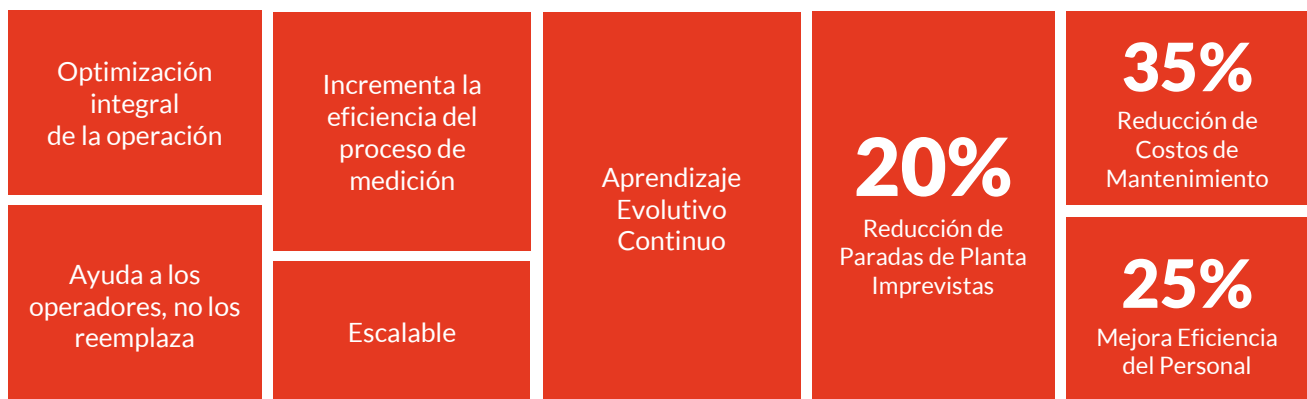 Optimización
integral
de la operación
Ayuda a los
operadores, no los
reemplaza
Incrementa la
eficiencia del
proceso de
medición
Escalable
Aprendizaje
Evolutivo
Continuo
20%
Reducción de
Paradas de Planta
Imprevistas
35%
Reducción de
Costos de
Mantenimiento
25%
Mejora Eficiencia
del Personal